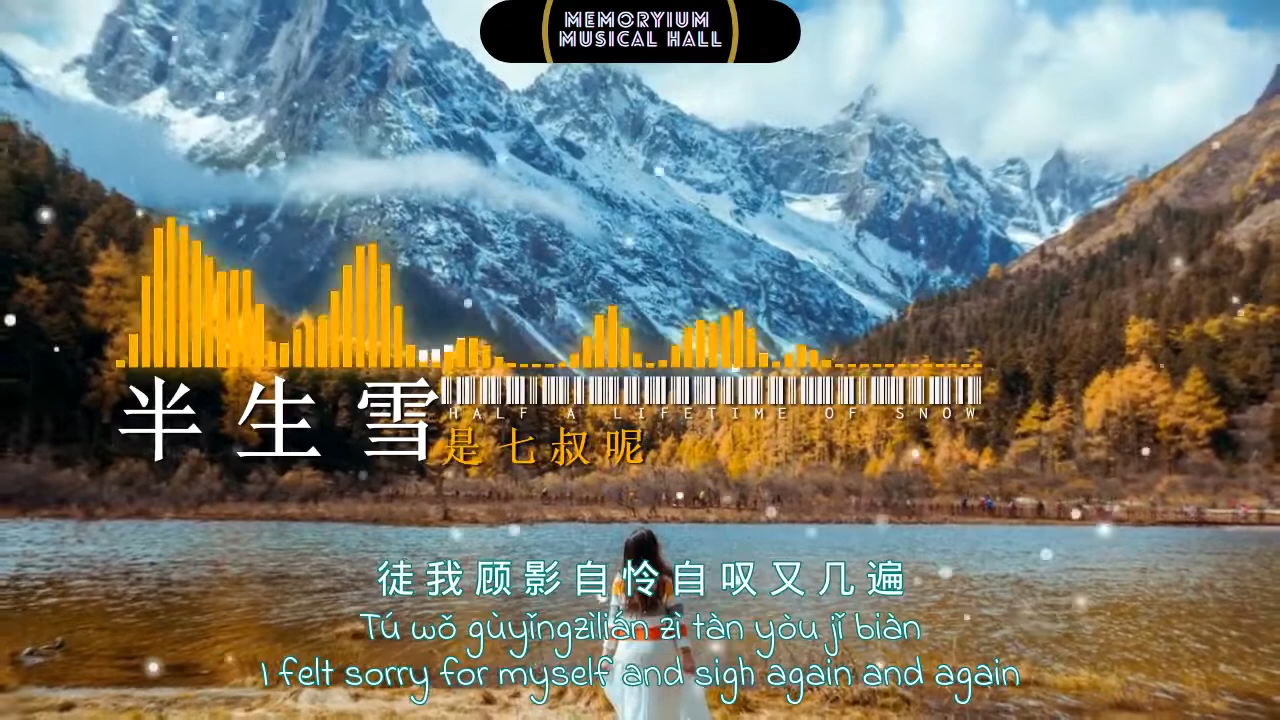 MEMORYIUM
MUSICAL HALL
半生雪
HALF A LIFETIME OF SNOW
是七叔呢
徒我顾影自怜自叹又几遍
Tú wǒ gùyǐngzìlián zì tàn yòu jǐ biàn
I felt sorry for myself and sigh again and again